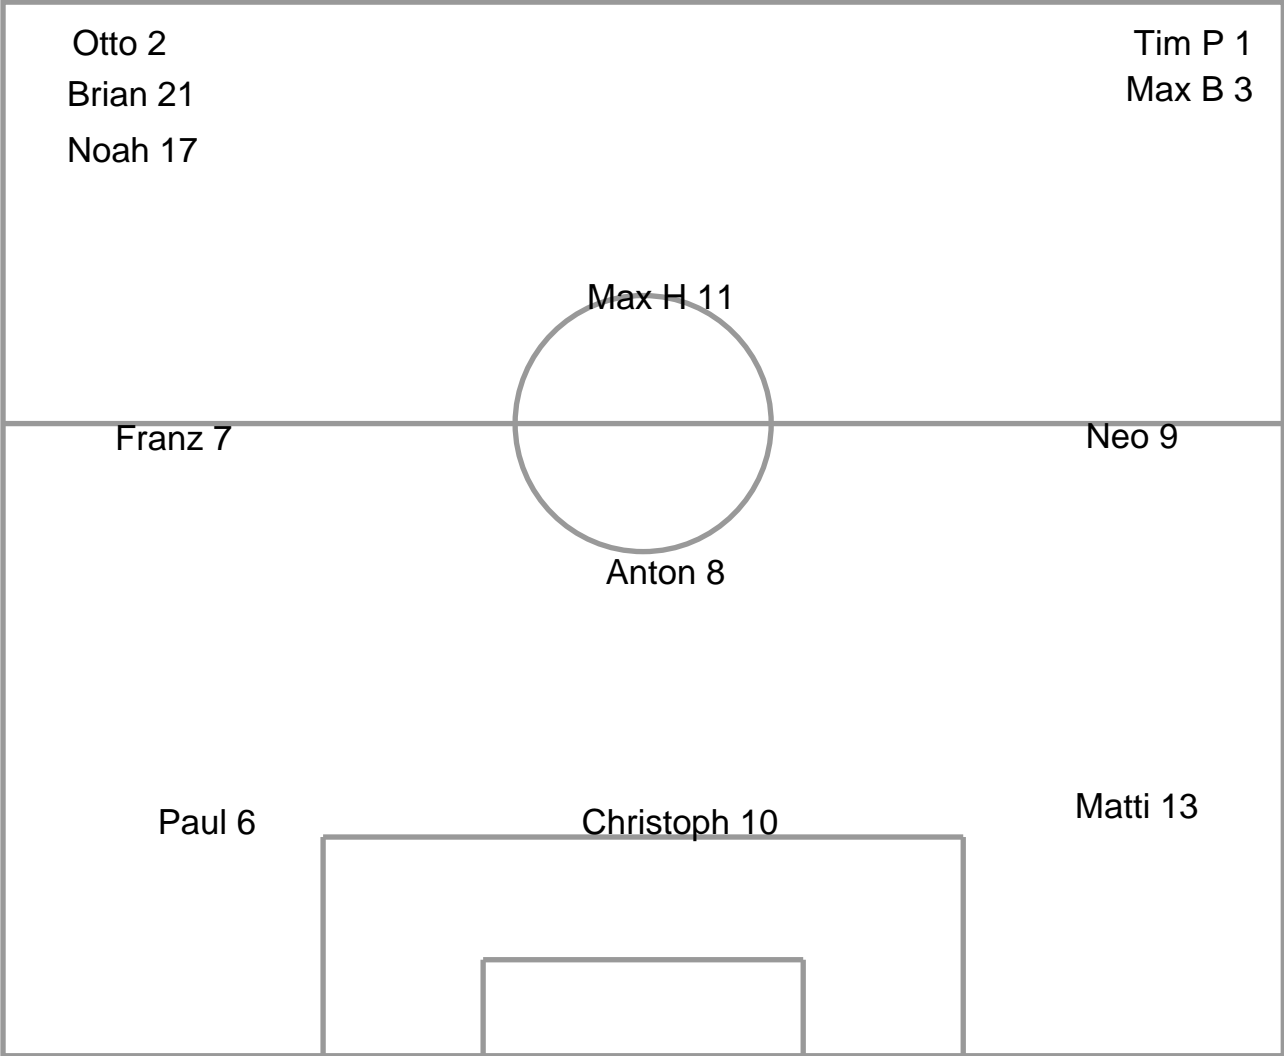 Otto 2
Tim P 1
Brian 21
Max B 3
Noah 17
Max H 11
Franz 7
Neo 9
Anton 8
Paul 6
Christoph 10
Matti 13